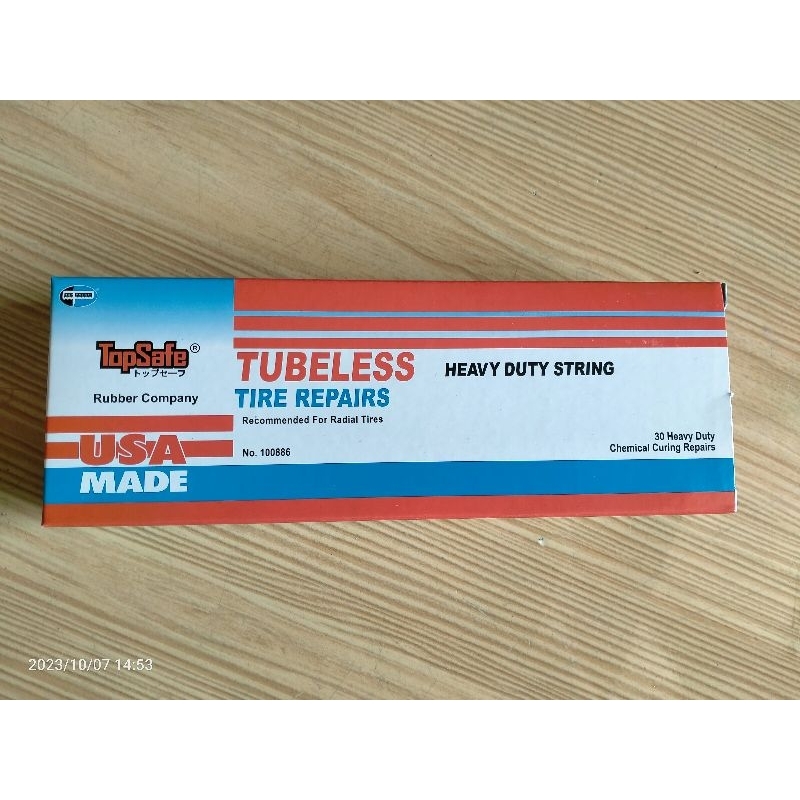 TopSafe®
トップセーフ
Rubber Company
USA
MADE
TUBELESS
TIRE REPAIRS
Recommended For Radial Tires
No. 100886
HEAVY DUTY STRING
30 Heavy Duty
Chemical Curing Repairs
2023/10/07 14:53